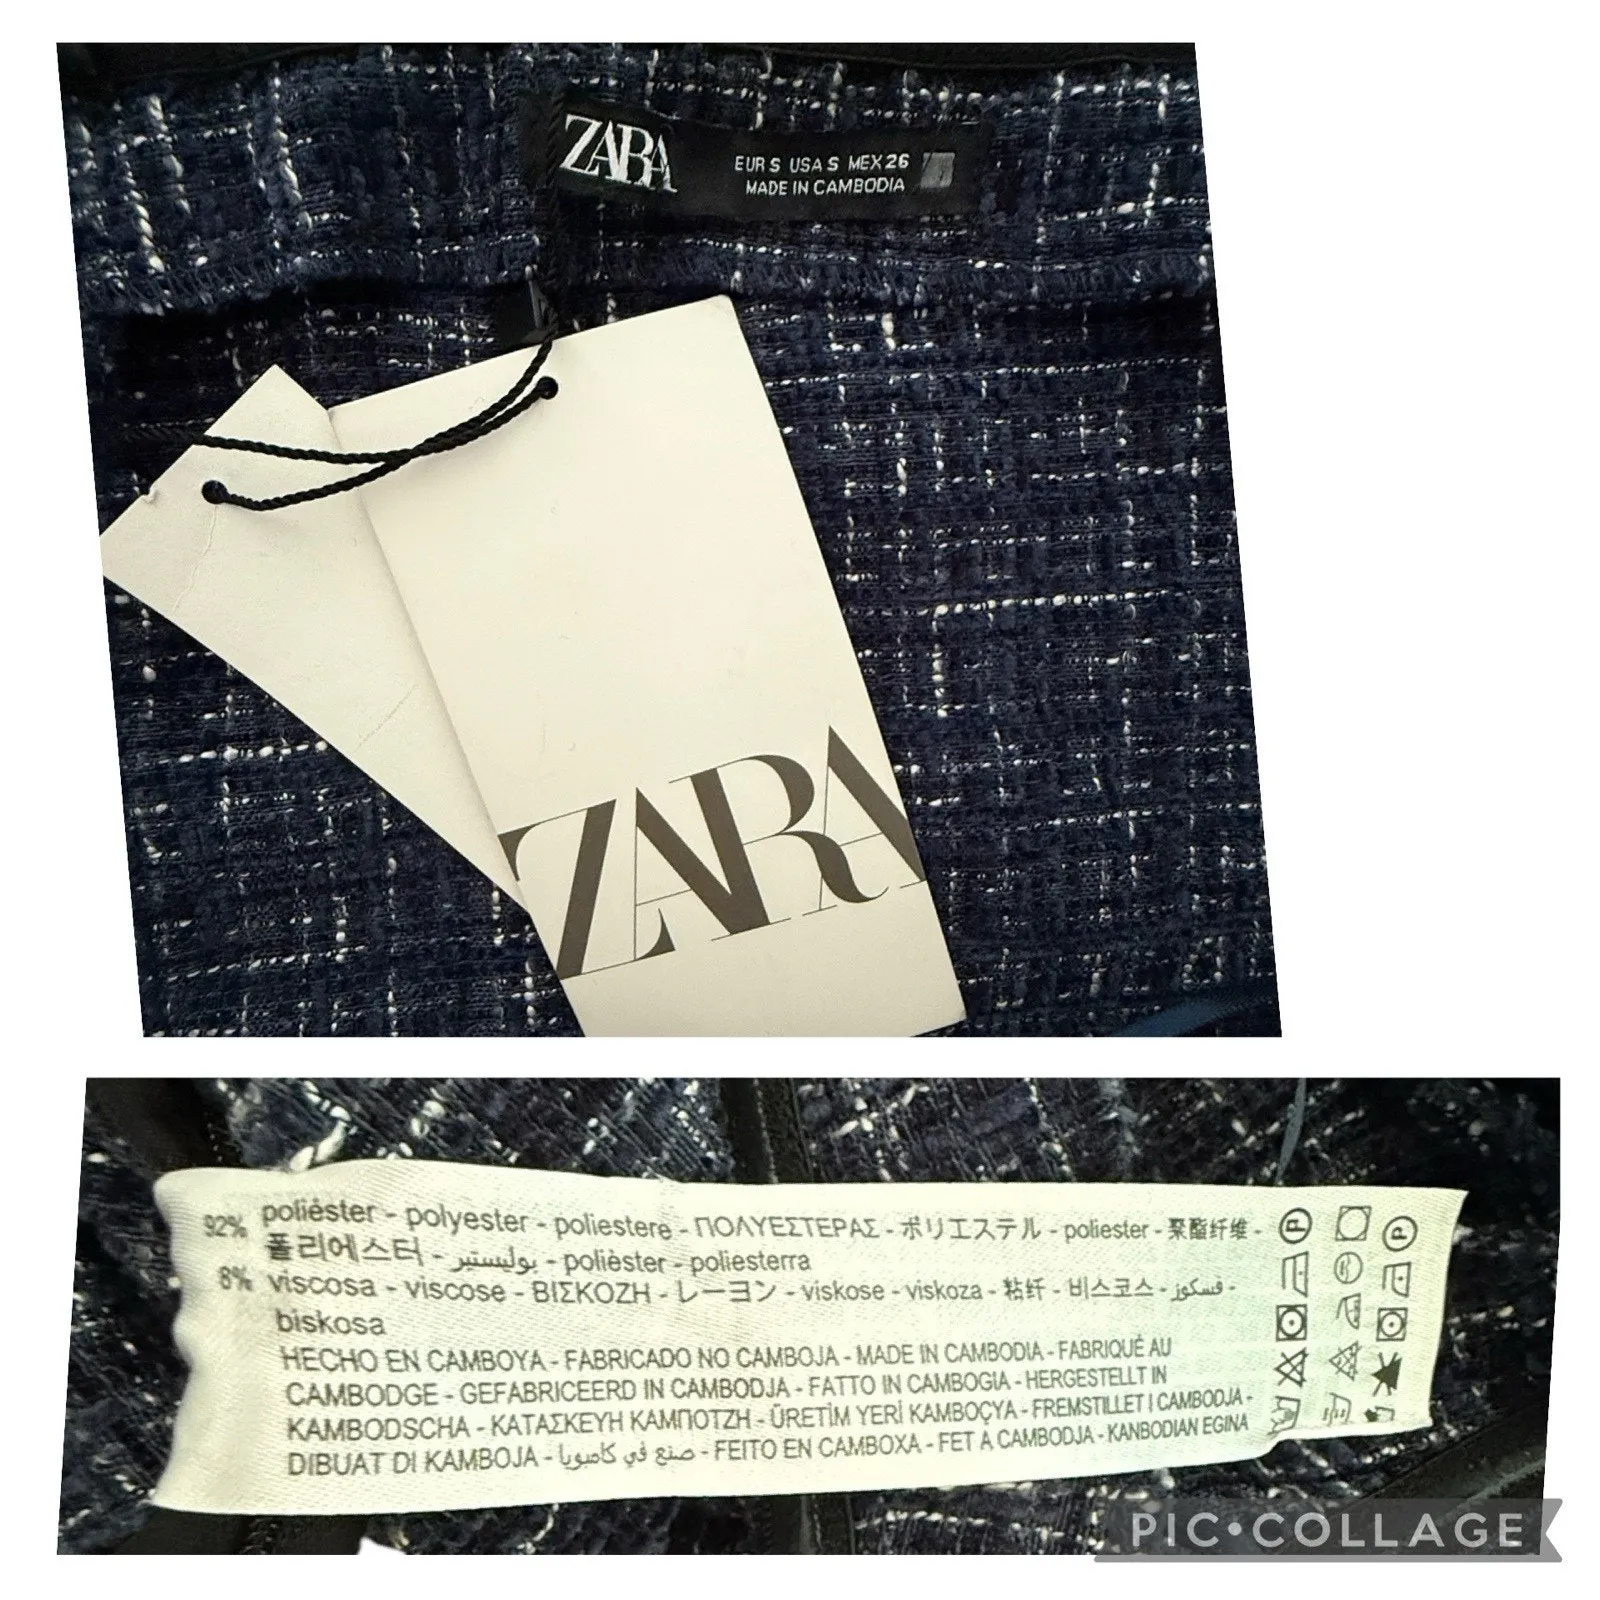 ZARA
EUR S USA S MEX 26
MADE IN CAMBODIA
ZARA
92% poliéster - polyester - poliestere - ΠΟΛΥΕΣΤΕΡΑΣ - ポリエステル - poliester - 聚酯纤维 -
폴리에스터 - بوليستير - polièster - poliesterra
8% viscosa - viscose - ΒΙΣΚΟΖΗ - レーヨン - viskose - viskoza - 粘纤 - 비스코스 - فسكوز -
biskosa
HECHO EN CAMBOYA - FABRICADO NO CAMBOJA - MADE IN CAMBODIA - FABRIQUÉ AU
CAMBODGE - GEFABRICEERD IN CAMBODJA - FATTO IN CAMBOGIA - HERGESTELLT IN
KAMBODSCHA - ΚΑΤΑΣΚΕΥΗ ΚΑΜΠΟΤΖΗ - ÜRETİM YERİ KAMBOÇYA - FREMSTILLET I CAMBODJA -
DIBUAT DI KAMBOJA - صنع في كامبوديا - FEITO EN CAMBOXA - FET A CAMBODJA - KANBODIAN EGINA
PIC•COLLAGE